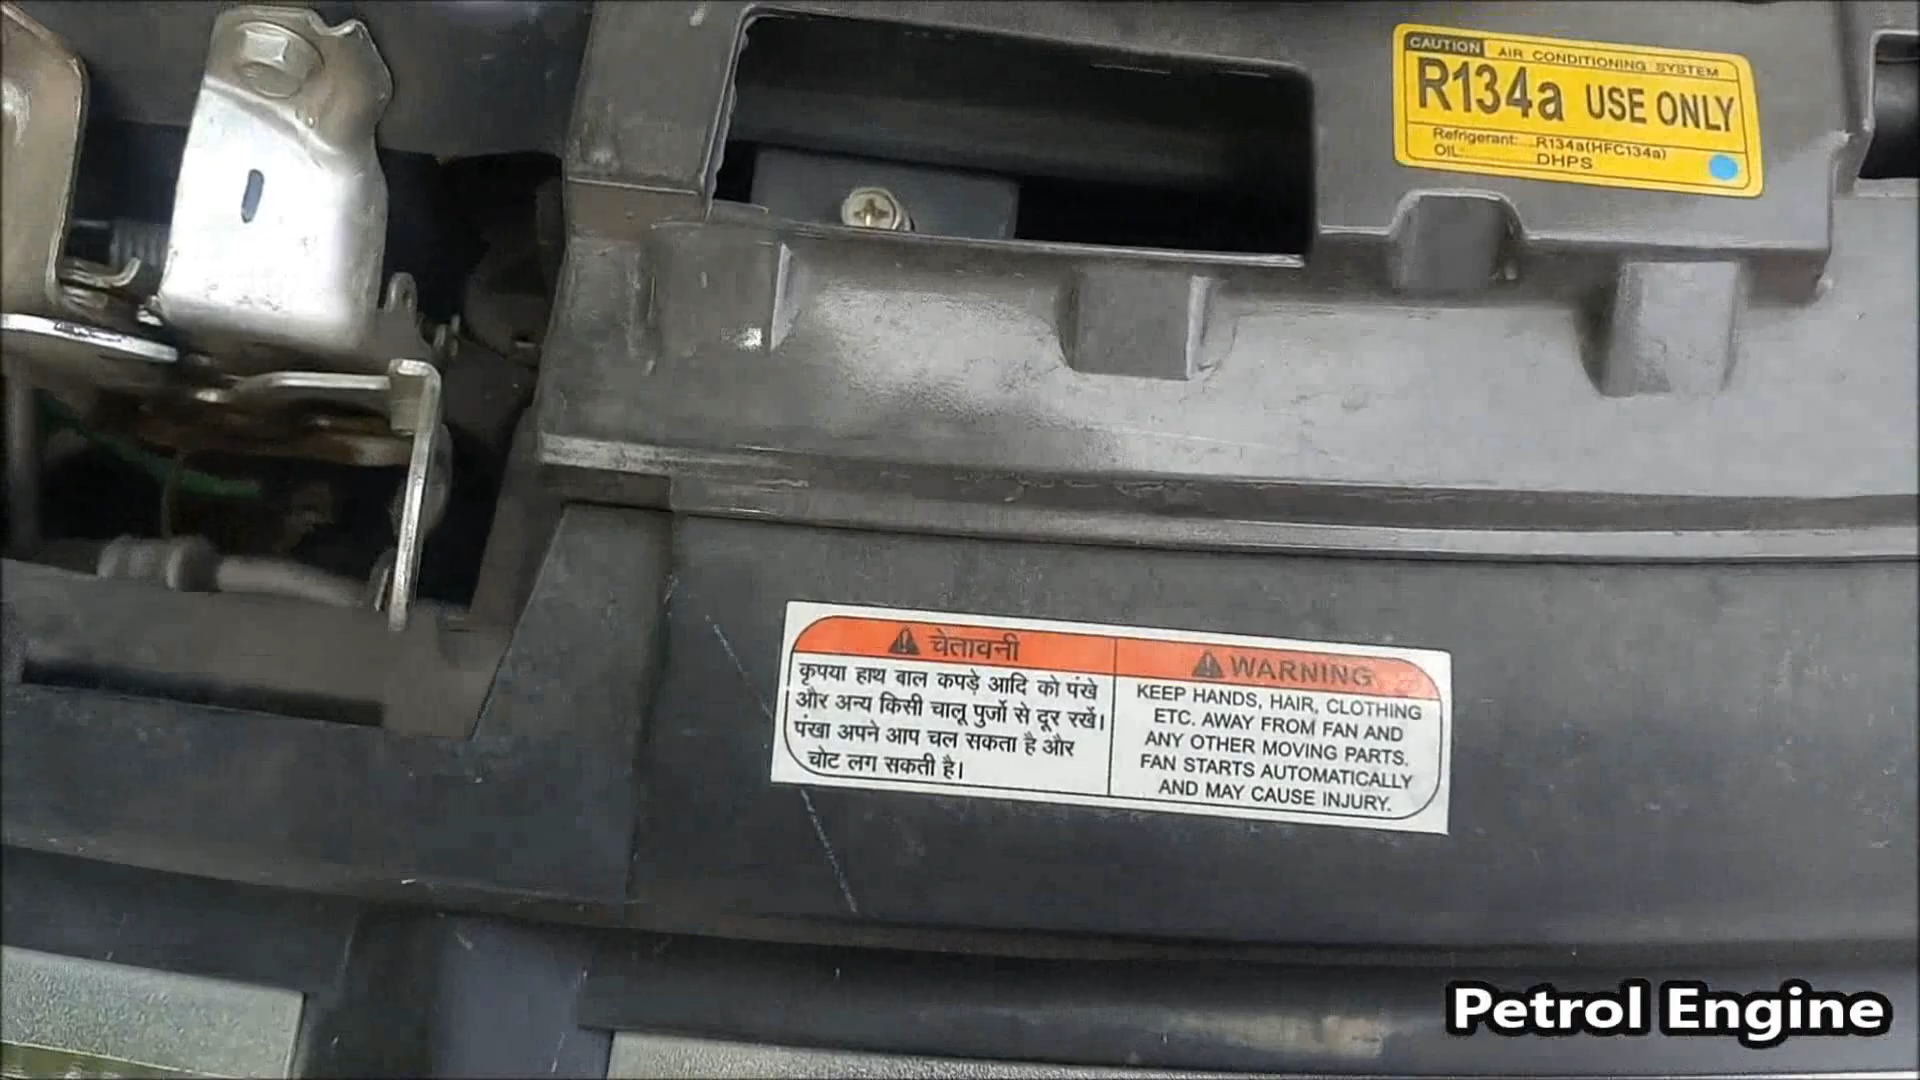 CAUTION AIR CONDITIONING SYSTEM
R134a USE ONLY
Refrigerant:...R134a(HFC134a)
OIL:............DHPS
चेतावनी
कृपया हाथ बाल कपड़े आदि को पंखे
और अन्य किसी चालू पुर्जो से दूर रखें।
पंखा अपने आप चल सकता है और
चोट लग सकती है।
WARNING
KEEP HANDS, HAIR, CLOTHING
ETC. AWAY FROM FAN AND
ANY OTHER MOVING PARTS.
FAN STARTS AUTOMATICALLY
AND MAY CAUSE INJURY.
Petrol Engine